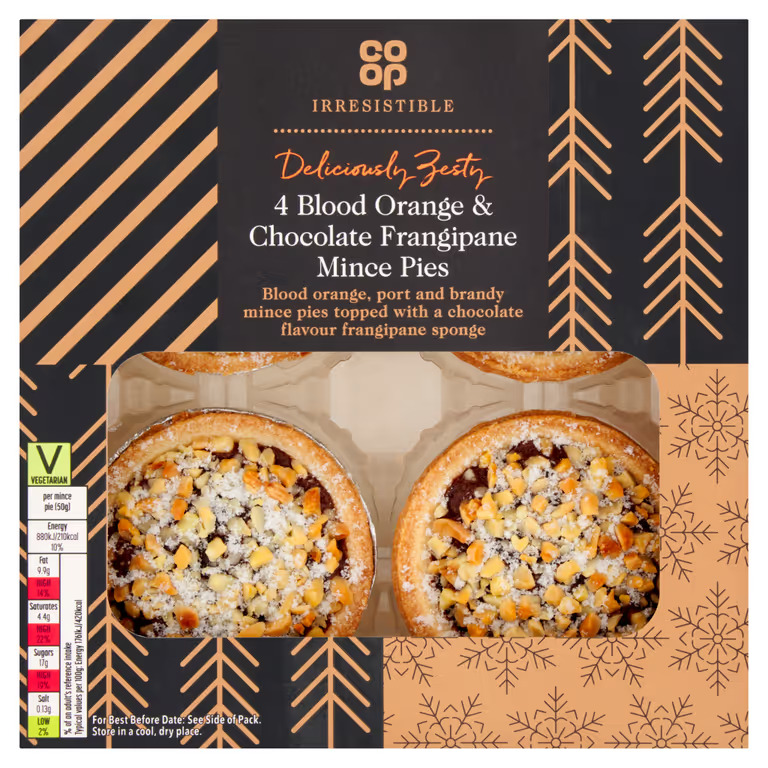 CO
OP
IRRESISTIBLE
Deliciously Zesty
4 Blood Orange &
Chocolate Frangipane
Mince Pies
Blood orange, port and brandy
mince pies topped with a chocolate
flavour frangipane sponge
V
VEGETARIAN
per mince
pie (50g)
Energy
880kJ/210kcal
10%
Fat
9.9g
HIGH
14%
Saturates
4.4g
HIGH
22%
Sugars
17g
HIGH
19%
Salt
0.13g
LOW
2%
% of an adult's reference intake
Typical values per 100g: Energy 1761kJ/420kcal
For Best Before Date: See Side of Pack.
Store in a cool, dry place.